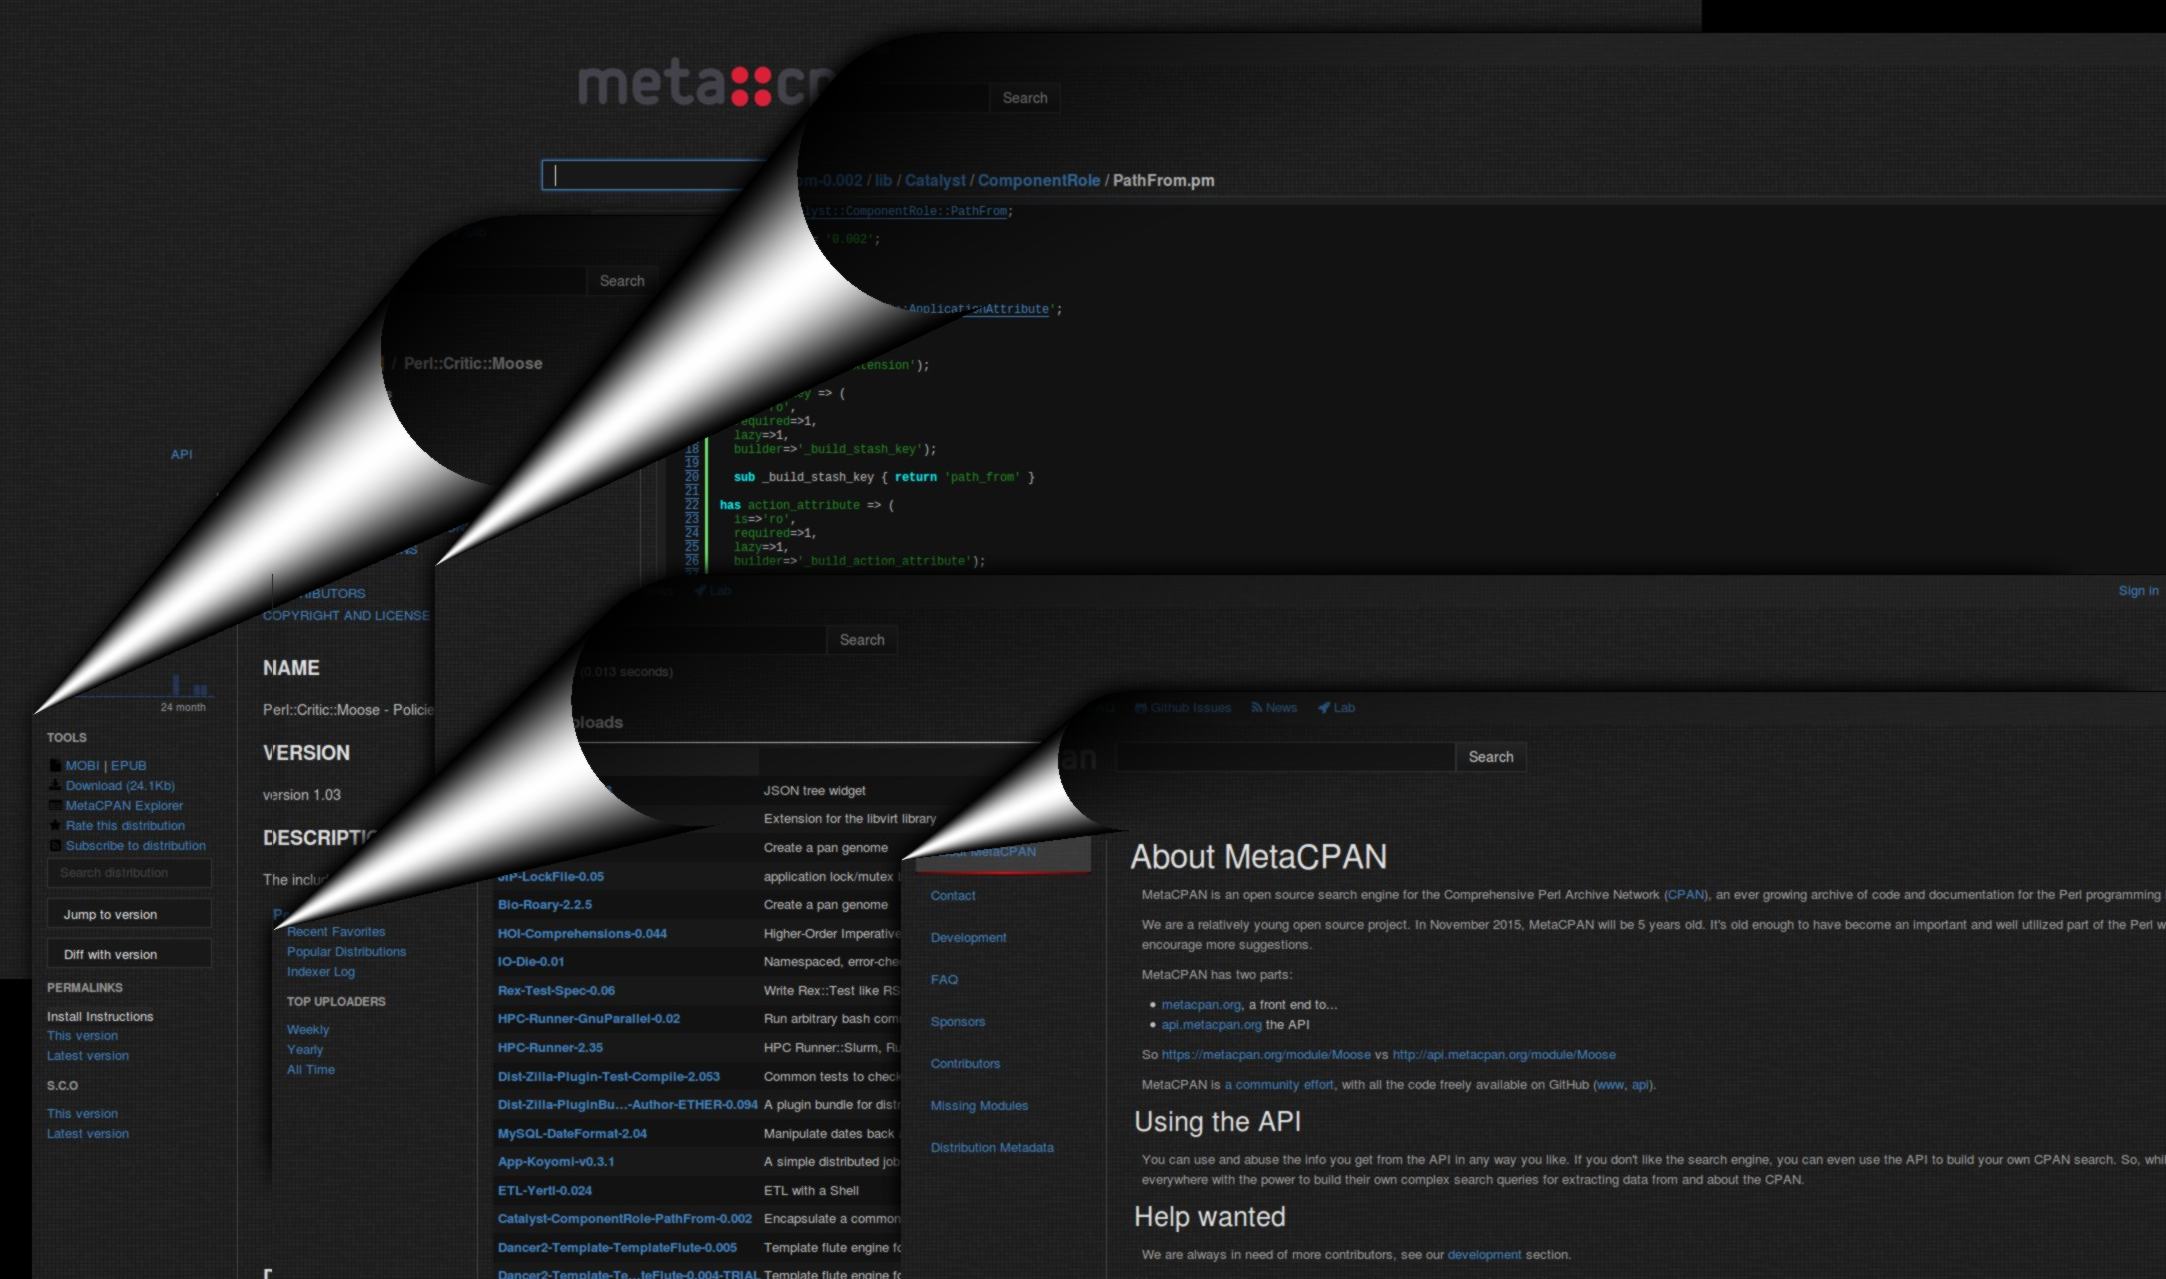 meta::cp
Search
m-0.002 / lib / Catalyst / ComponentRole / PathFrom.pm
lyst::ComponentRole::PathFrom;
= '0.002';
::ApplicationAttribute';
tension');
ey => (
'ro',
required=>1,
lazy=>1,
18 builder=>'_build_stash_key');
19
20 sub _build_stash_key { return 'path_from' }
21
22 has action_attribute => (
23 is=>'ro',
24 required=>1,
25 lazy=>1,
26 builder=>'_build_action_attribute');
Search
/ Perl::Critic::Moose
API
NS
RIBUTORS
COPYRIGHT AND LICENSE
NAME
Perl::Critic::Moose - Policie
VERSION
version 1.03
DESCRIPTIO
The inclu
24 month
TOOLS
MOBI | EPUB
Download (24.1Kb)
MetaCPAN Explorer
Rate this distribution
Subscribe to distribution
Search distribution
Jump to version
Diff with version
PERMALINKS
Install Instructions
This version
Latest version
S.C.O
This version
Latest version
News Lab
Sign in
Search
(0.013 seconds)
ploads
Recent Favorites
Popular Distributions
Indexer Log
TOP UPLOADERS
Weekly
Yearly
All Time
JSON tree widget
Extension for the libvirt library
Create a pan genome
JIP-LockFile-0.05 application lock/mutex
Bio-Roary-2.2.5 Create a pan genome
HOI-Comprehensions-0.044 Higher-Order Imperative
IO-Die-0.01 Namespaced, error-che
Rex-Test-Spec-0.06 Write Rex::Test like RS
HPC-Runner-GnuParallel-0.02 Run arbitrary bash com
HPC-Runner-2.35 HPC Runner::Slurm, Ru
Dist-Zilla-Plugin-Test-Compile-2.053 Common tests to check
Dist-Zilla-PluginBu...-Author-ETHER-0.094 A plugin bundle for distr
MySQL-DateFormat-2.04 Manipulate dates back
App-Koyomi-v0.3.1 A simple distributed job
ETL-Yertl-0.024 ETL with a Shell
Catalyst-ComponentRole-PathFrom-0.002 Encapsulate a common
Dancer2-Template-TemplateFlute-0.005 Template flute engine fo
Dancer2-Template-Te...teFlute-0.004-TRIAL Template flute engine fo
Github Issues News Lab
an
Search
About MetaCPAN
Contact
Development
FAQ
Sponsors
Contributors
Missing Modules
Distribution Metadata
About MetaCPAN
MetaCPAN is an open source search engine for the Comprehensive Perl Archive Network (CPAN), an ever growing archive of code and documentation for the Perl programming
We are a relatively young open source project. In November 2015, MetaCPAN will be 5 years old. It's old enough to have become an important and well utilized part of the Perl w
encourage more suggestions.
MetaCPAN has two parts:
• metacpan.org, a front end to...
• api.metacpan.org the API
So https://metacpan.org/module/Moose vs http://api.metacpan.org/module/Moose
MetaCPAN is a community effort, with all the code freely available on GitHub (www, api).
Using the API
You can use and abuse the info you get from the API in any way you like. If you don't like the search engine, you can even use the API to build your own CPAN search. So, whil
everywhere with the power to build their own complex search queries for extracting data from and about the CPAN.
Help wanted
We are always in need of more contributors, see our development section.